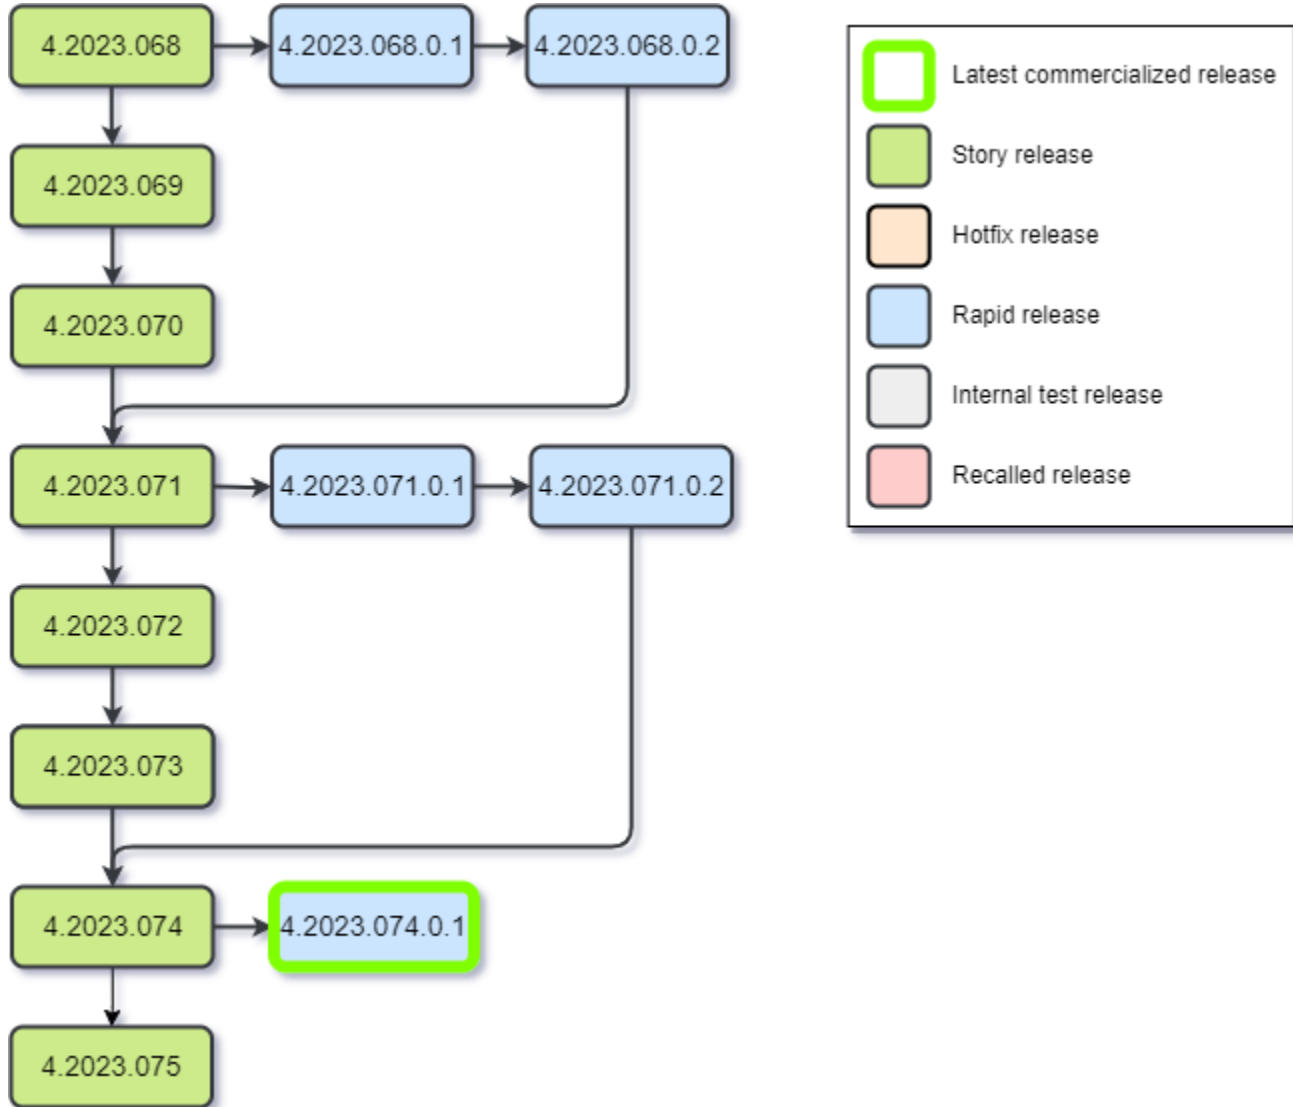 4.2023.068
4.2023.068.0.1
4.2023.068.0.2
4.2023.069
4.2023.070
4.2023.071
4.2023.071.0.1
4.2023.071.0.2
4.2023.072
4.2023.073
4.2023.074
4.2023.074.0.1
4.2023.075
Latest commercialized release
Story release
Hotfix release
Rapid release
Internal test release
Recalled release